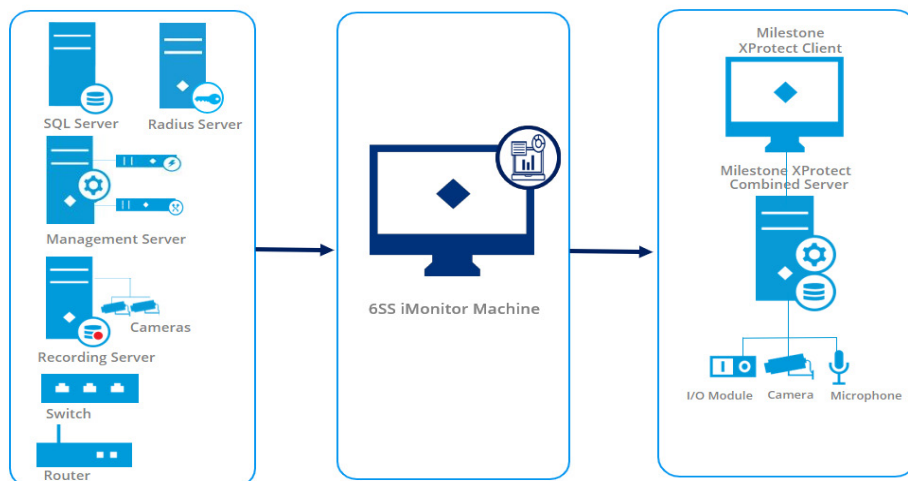 SQL Server
Radius Server
Management Server
Cameras
Recording Server
Switch
Router
6SS iMonitor Machine
Milestone
XProtect Client
Milestone XProtect
Combined Server
I/O Module
Camera
Microphone